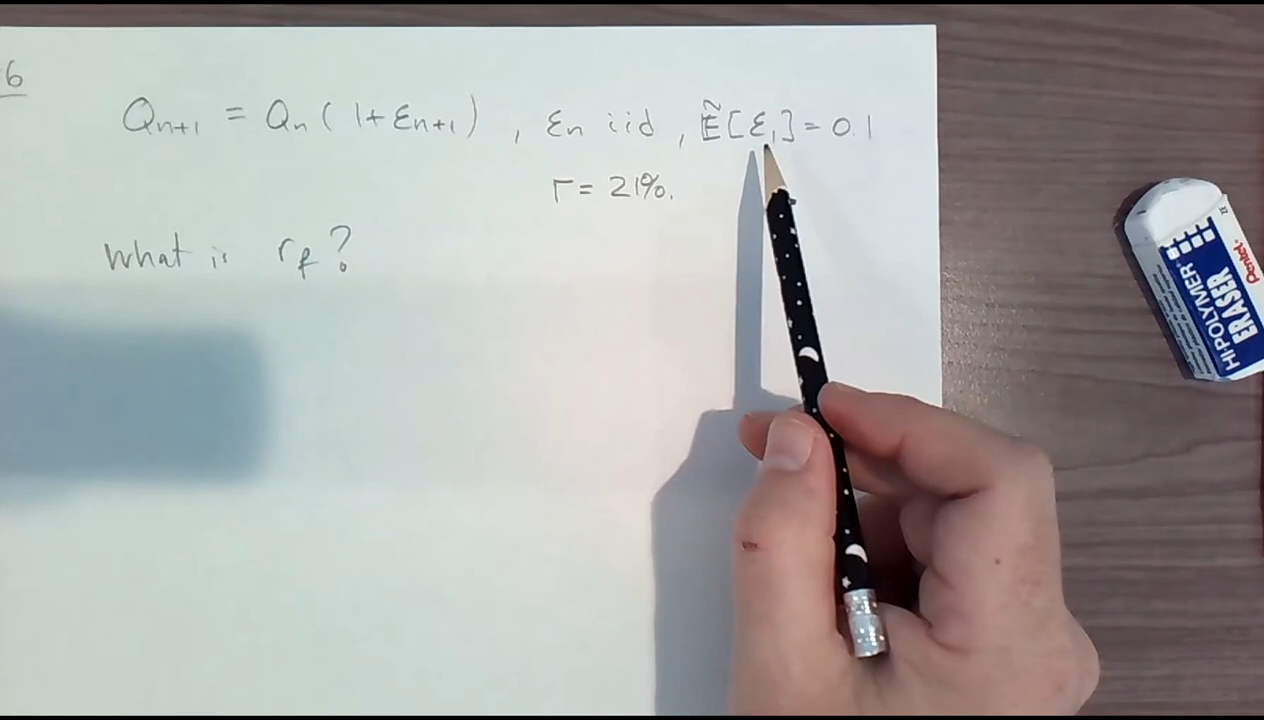 6
Qn+1 = Qn ( 1 + εn+1 ) , εn iid , Ẽ[ε1] = 0.1
r = 21%.
What is rf?
Pentel
HI-POLYMER
ERASER